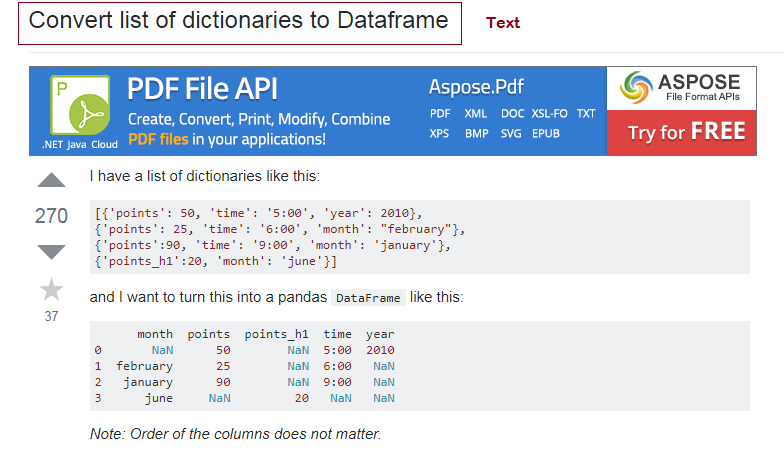 Convert list of dictionaries to Dataframe
Text
P
PDF File API
Create, Convert, Print, Modify, Combine
PDF files in your applications!
.NET Java Cloud
Aspose.Pdf
PDF XML DOC XSL-FO TXT
XPS BMP SVG EPUB
ASPOSE
File Format APIs
Try for FREE
270
37
I have a list of dictionaries like this:
[{'points': 50, 'time': '5:00', 'year': 2010},
{'points': 25, 'time': '6:00', 'month': "february"},
{'points':90, 'time': '9:00', 'month': 'january'},
{'points_h1':20, 'month': 'june'}]
and I want to turn this into a pandas DataFrame like this:
month points points_h1 time year
0 NaN 50 NaN 5:00 2010
1 february 25 NaN 6:00 NaN
2 january 90 NaN 9:00 NaN
3 june NaN 20 NaN NaN
Note: Order of the columns does not matter.